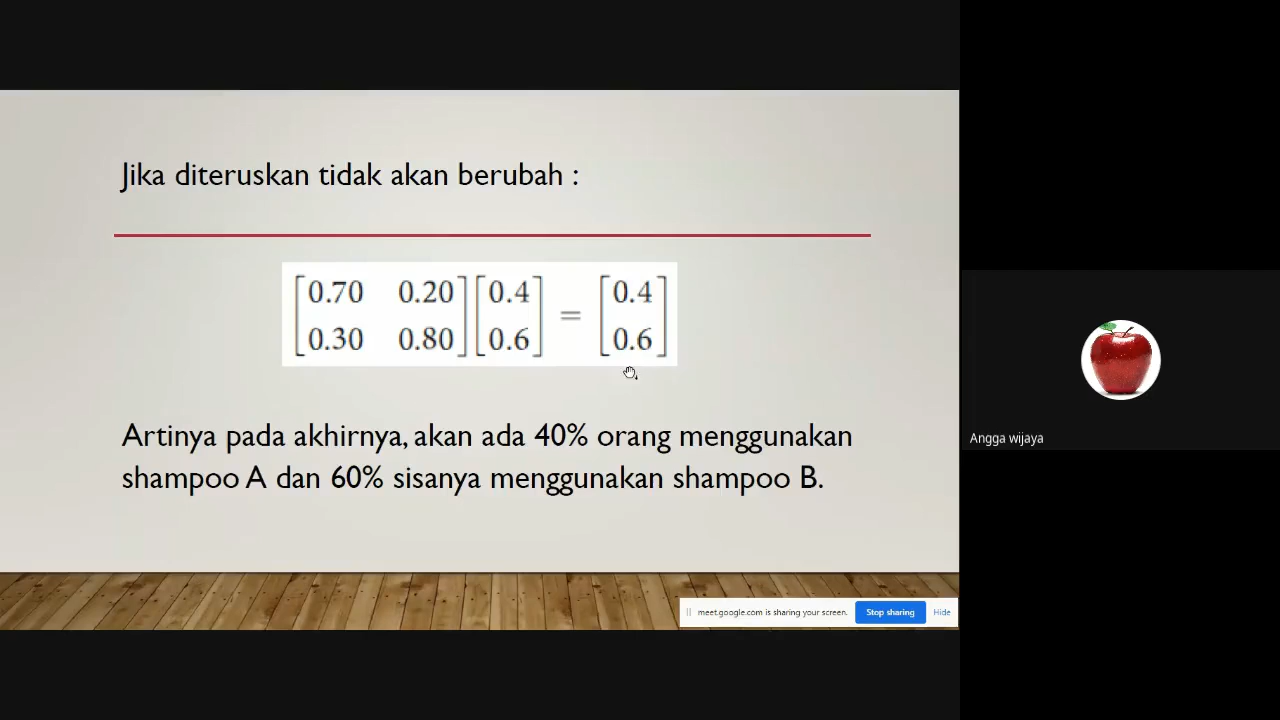 Jika diteruskan tidak akan berubah :
[0.70 0.20] [0.4] = [0.4]
[0.30 0.80] [0.6] [0.6]
Artinya pada akhirnya, akan ada 40% orang menggunakan
shampoo A dan 60% sisanya menggunakan shampoo B.
Angga wijaya
meet.google.com is sharing your screen. Stop sharing Hide